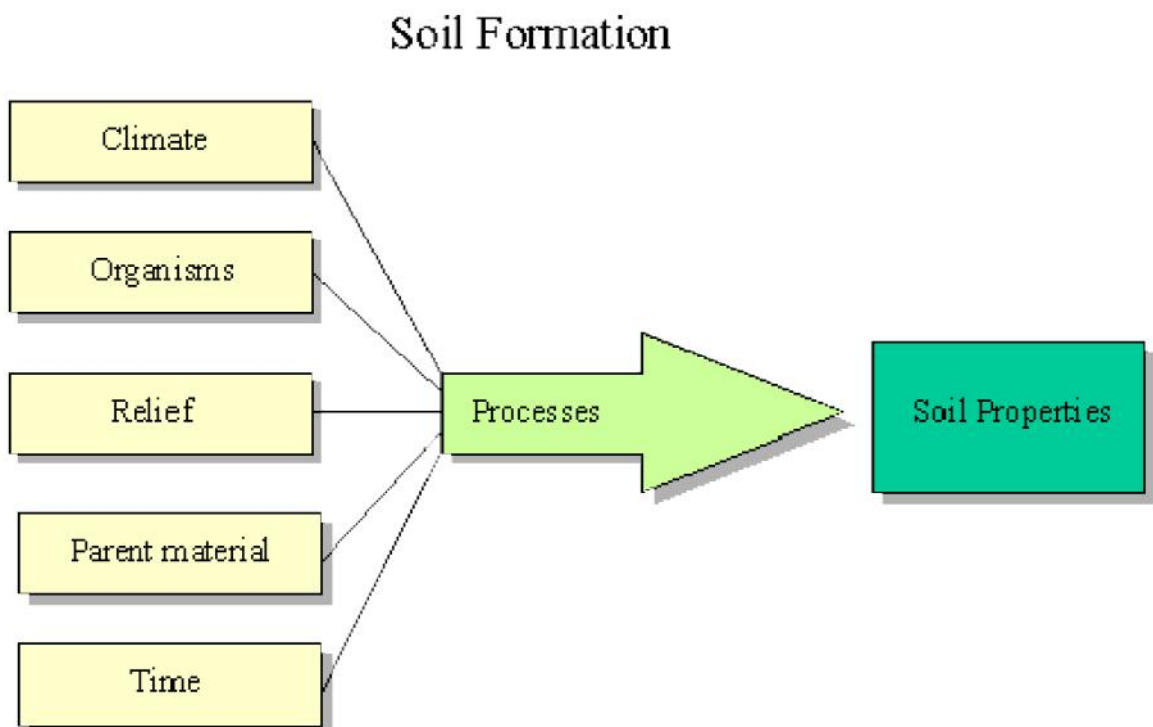 Soil Formation
Climate
Organisms
Relief
Parent material
Time
Processes
Soil Properties